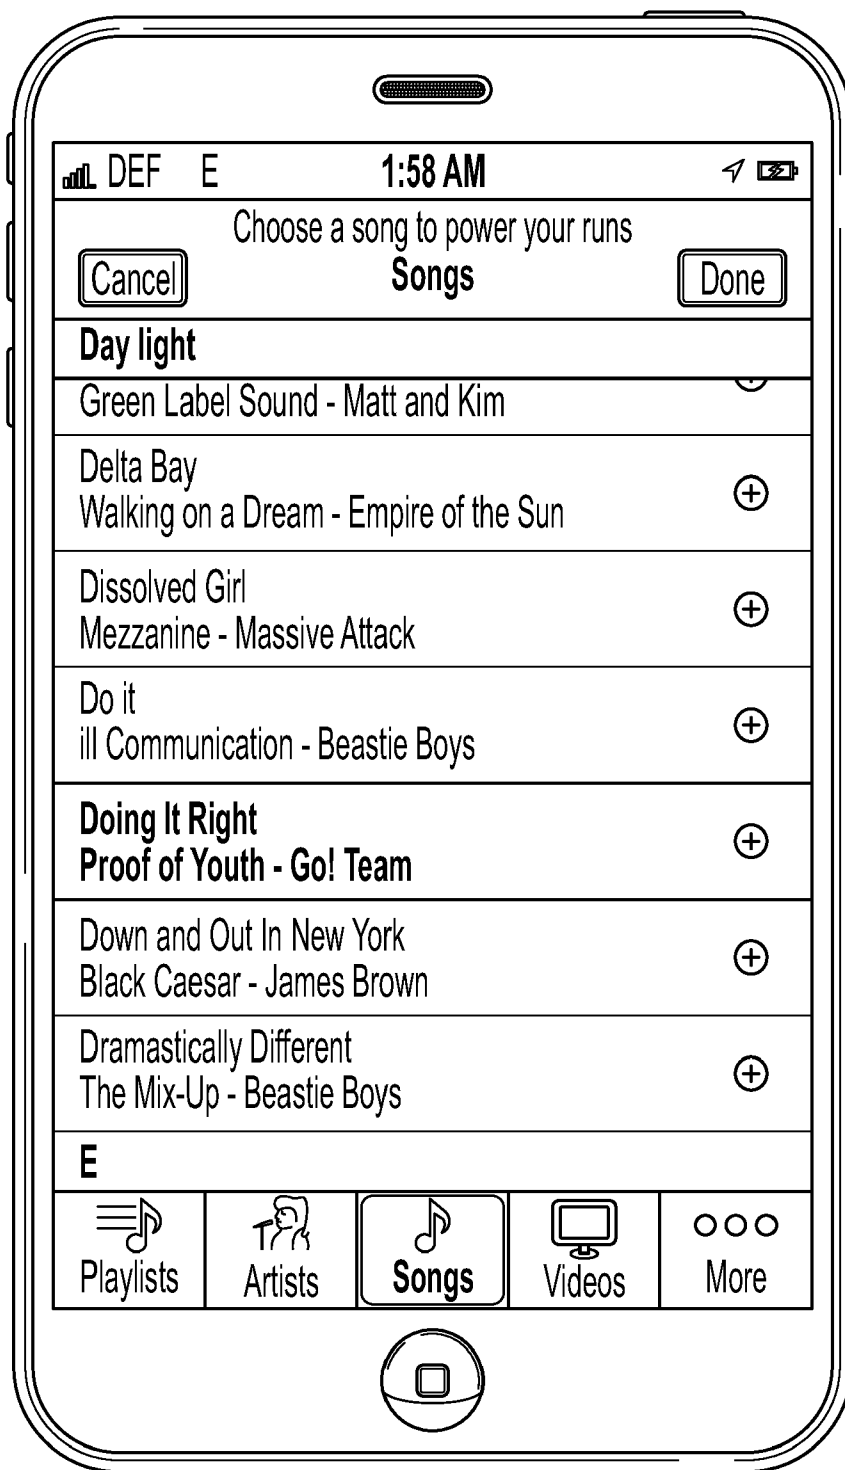 DEF E 1:58 AM
Choose a song to power your runs
Cancel Songs Done
Day light
Green Label Sound - Matt and Kim
Delta Bay
Walking on a Dream - Empire of the Sun
Dissolved Girl
Mezzanine - Massive Attack
Do it
ill Communication - Beastie Boys
Doing It Right
Proof of Youth - Go! Team
Down and Out In New York
Black Caesar - James Brown
Dramastically Different
The Mix-Up - Beastie Boys
E
Playlists Artists Songs Videos More